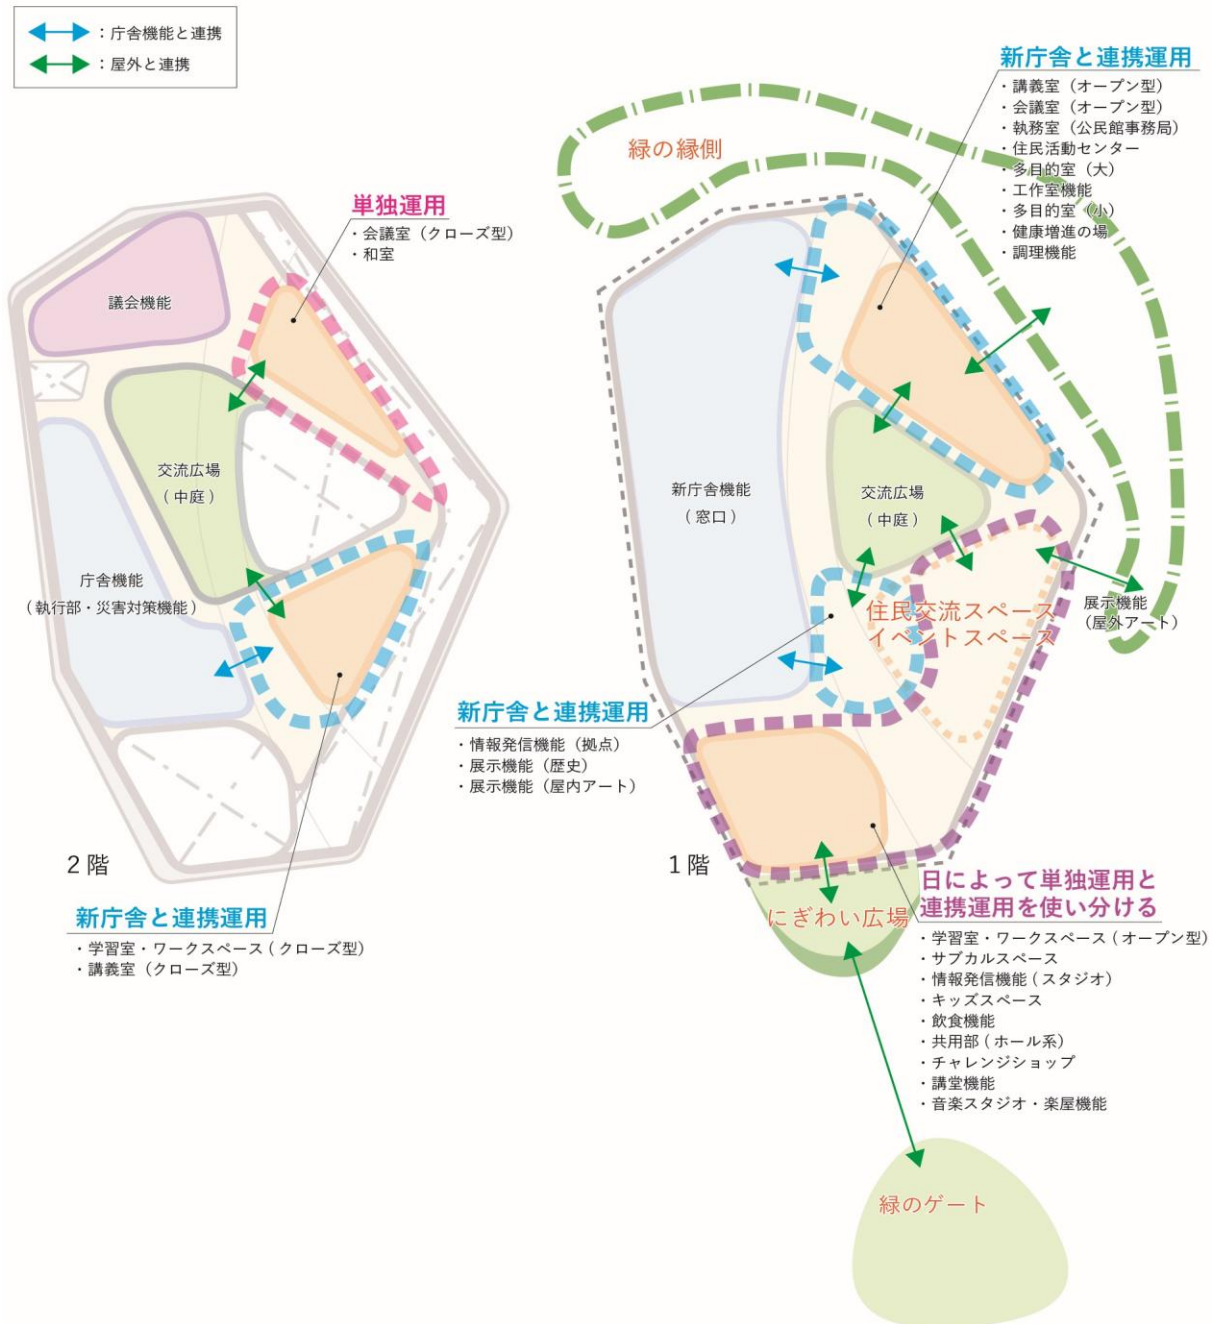 ：庁舎機能と連携
：屋外と連携
単独運用
・会議室（クローズ型）
・和室
議会機能
交流広場
（中庭）
庁舎機能
（執行部・災害対策機能）
2 階
新庁舎と連携運用
・学習室・ワークスペース（クローズ型）
・講義室（クローズ型）
新庁舎と連携運用
・講義室（オープン型）
・会議室（オープン型）
・執務室（公民館事務局）
・住民活動センター
・多目的室（大）
・工作室機能
・多目的室（小）
・健康増進の場
・調理機能
緑の縁側
新庁舎機能
（窓口）
交流広場
（中庭）
住民交流スペース
イベントスペース
展示機能
（屋外アート）
新庁舎と連携運用
・情報発信機能（拠点）
・展示機能（歴史）
・展示機能（屋内アート）
1 階
にぎわい広場
日によって単独運用と
連携運用を使い分ける
・学習室・ワークスペース（オープン型）
・サブカルスペース
・情報発信機能（スタジオ）
・キッズスペース
・飲食機能
・共用部（ホール系）
・チャレンジショップ
・講堂機能
・音楽スタジオ・楽屋機能
緑のゲート